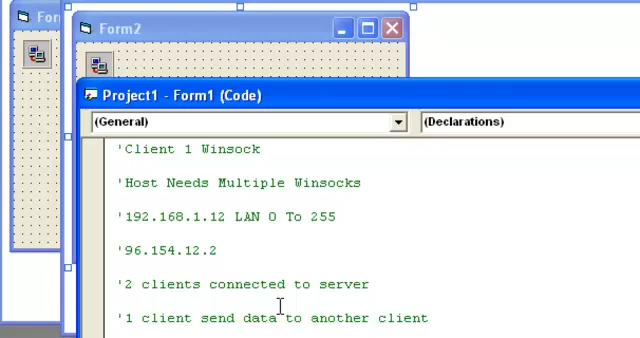 For
Form2
Project1 - Form1 (Code)
(General) (Declarations)
'Client 1 Winsock
'Host Needs Multiple Winsocks
'192.168.1.12 LAN 0 To 255
'96.154.12.2
'2 clients connected to server
'1 client send data to another client